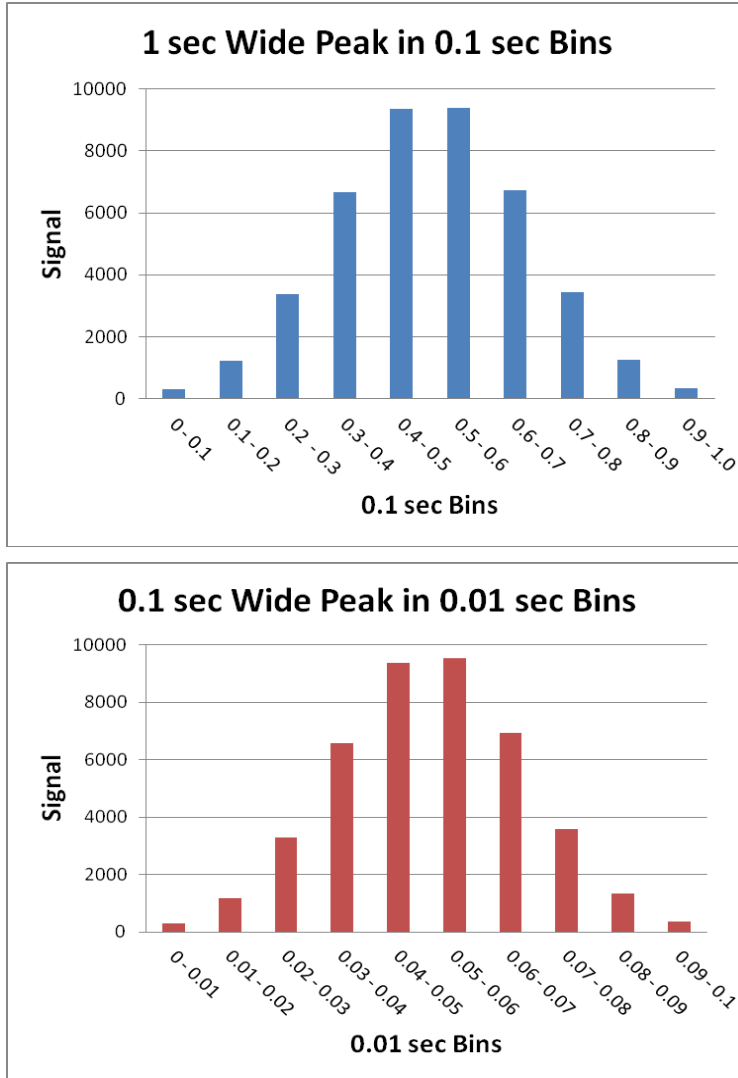 1 sec Wide Peak in 0.1 sec Bins
10000
8000
6000
4000
2000
0
Signal
0 - 0.1
0.1 - 0.2
0.2 - 0.3
0.3 - 0.4
0.4 - 0.5
0.5 - 0.6
0.6 - 0.7
0.7 - 0.8
0.8 - 0.9
0.9 - 1.0
0.1 sec Bins
0.1 sec Wide Peak in 0.01 sec Bins
10000
8000
6000
4000
2000
0
Signal
0 - 0.01
0.01 - 0.02
0.02 - 0.03
0.03 - 0.04
0.04 - 0.05
0.05 - 0.06
0.06 - 0.07
0.07 - 0.08
0.08 - 0.09
0.09 - 0.1
0.01 sec Bins